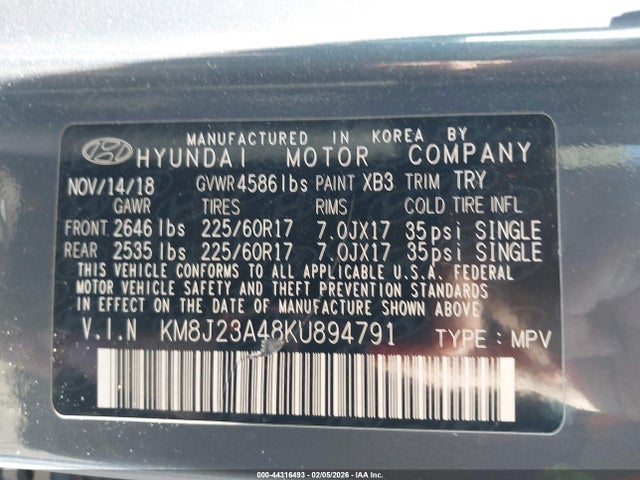 MANUFACTURED IN KOREA BY
HYUNDAI MOTOR COMPANY
NOV/14/18 GVWR 4586lbs PAINT XB3 TRIM TRY
GAWR TIRES RIMS COLD TIRE INFL
FRONT 2646 lbs 225/60R17 7.0JX17 35psi SINGLE
REAR 2535 lbs 225/60R17 7.0JX17 35psi SINGLE
THIS VEHICLE CONFORMS TO ALL APPLICABLE U.S.A. FEDERAL
MOTOR VEHICLE SAFETY AND THEFT PREVENTION STANDARDS
IN EFFECT ON THE DATE OF MANUFACTURE SHOWN ABOVE
V.I.N KM8J23A48KU894791 TYPE : MPV
000-44316493 - 02/05/2026 - IAA Inc.